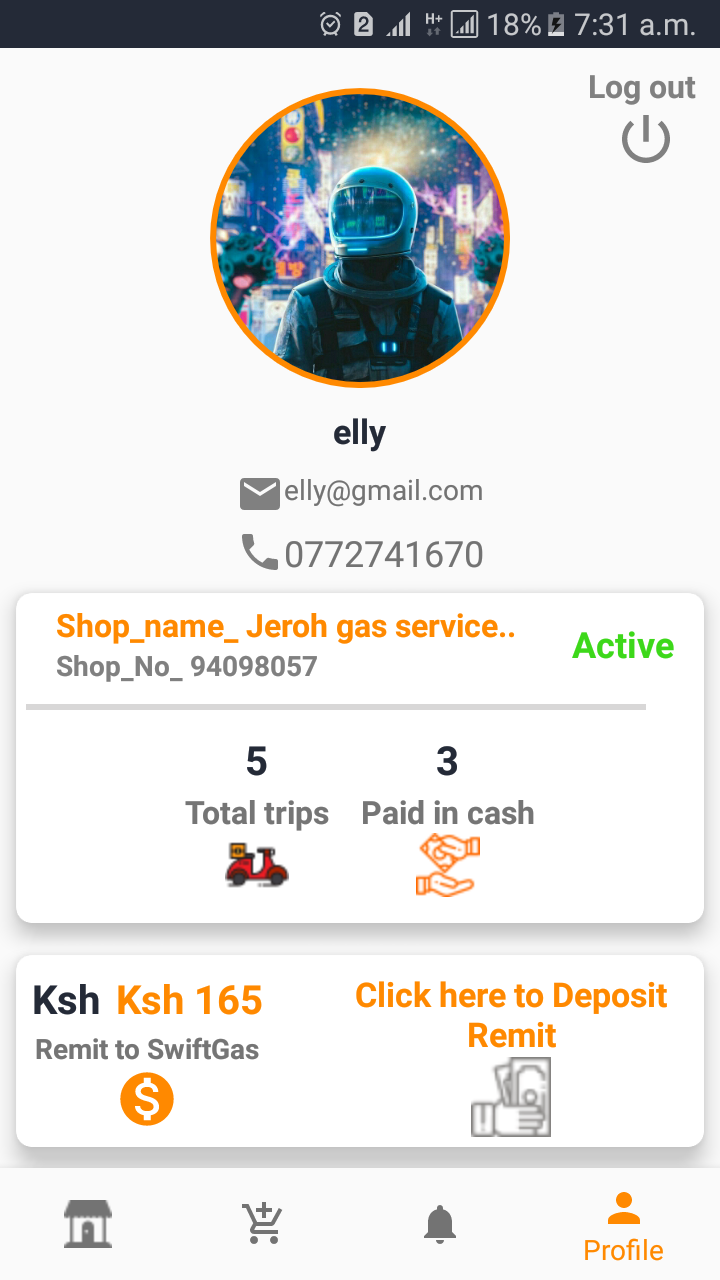 2 H+ 18% 7:31 a.m.
Log out
elly
elly@gmail.com
0772741670
Shop_name_ Jeroh gas service..
Active
Shop_No_ 94098057
5 3
Total trips Paid in cash
Ksh Ksh 165
Remit to SwiftGas
Click here to Deposit
Remit
$
Profile